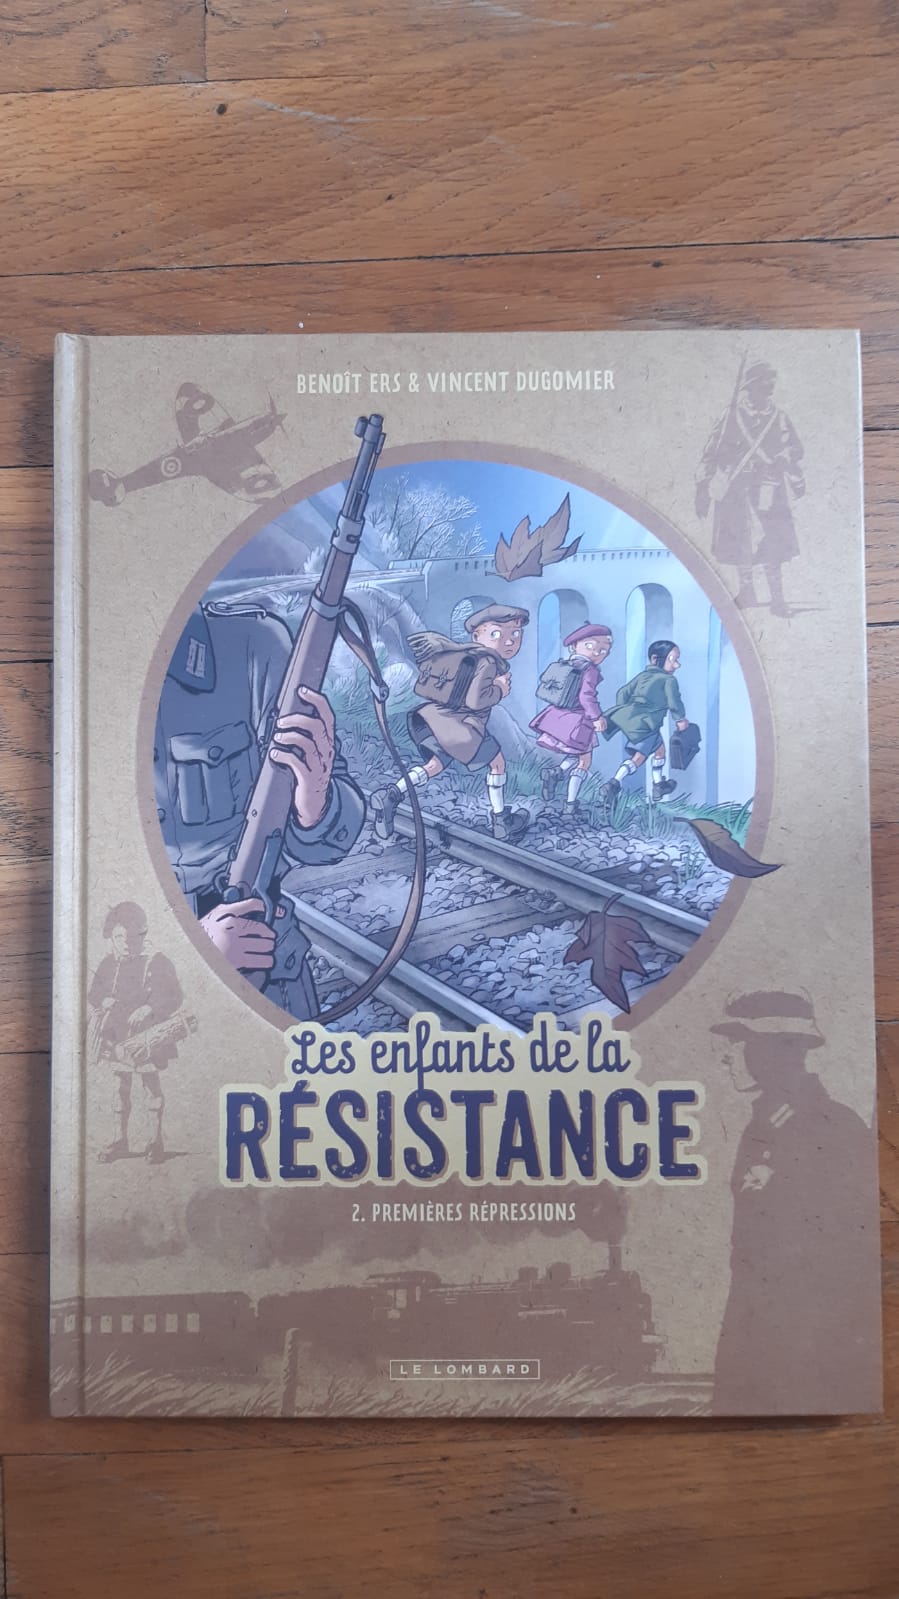 BENOÎT ERS & VINCENT DUGOMIER
Les enfants de la
RÉSISTANCE
2. PREMIÈRES RÉPRESSIONS
LE LOMBARD